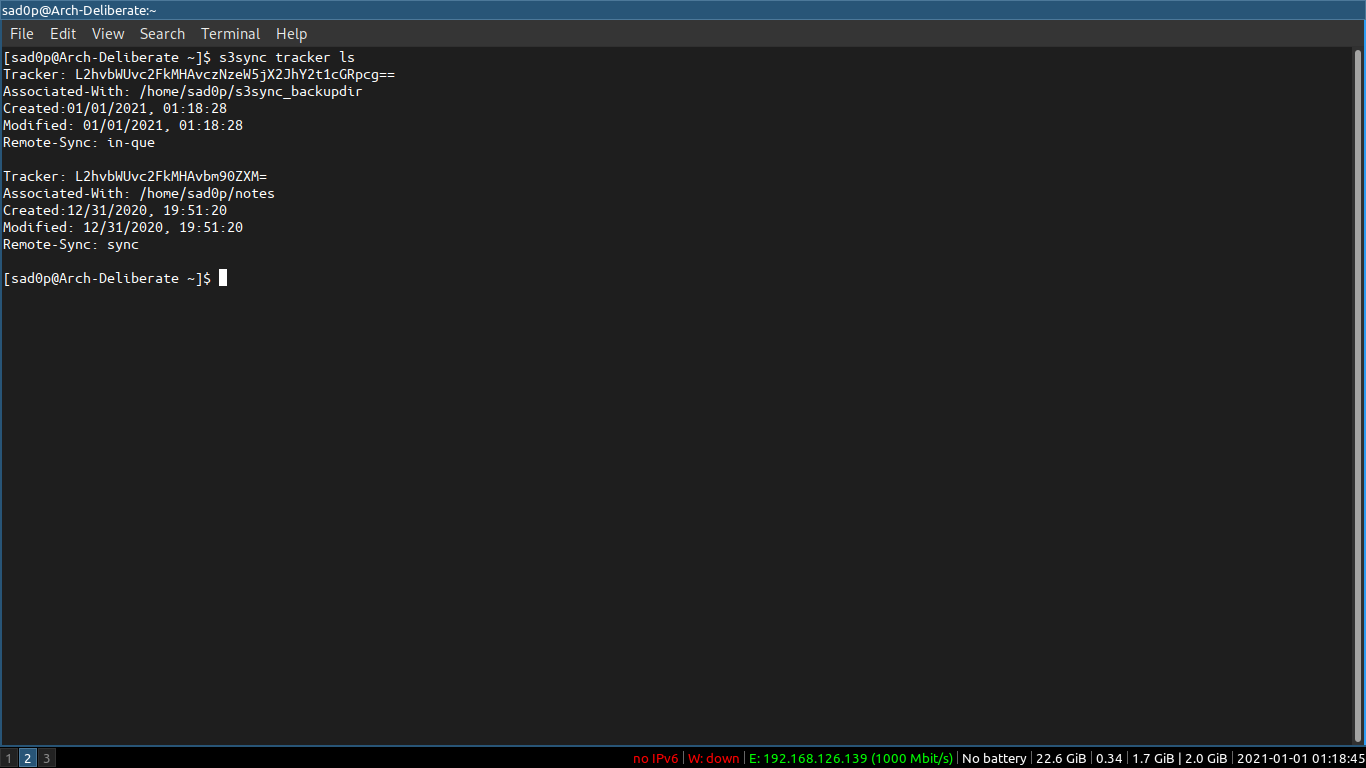 sad0p@Arch-Deliberate:~
File Edit View Search Terminal Help
[sad0p@Arch-Deliberate ~]$ s3sync tracker ls
Tracker: L2hvbWUvc2FkMHAvczNzeW5jX2JhY2t1cGRpcg==
Associated-With: /home/sad0p/s3sync_backupdir
Created:01/01/2021, 01:18:28
Modified: 01/01/2021, 01:18:28
Remote-Sync: in-que
Tracker: L2hvbWUvc2FkMHAvbm90ZXM=
Associated-With: /home/sad0p/notes
Created:12/31/2020, 19:51:20
Modified: 12/31/2020, 19:51:20
Remote-Sync: sync
[sad0p@Arch-Deliberate ~]$
1 2 3 no IPv6 | W: down | E: 192.168.126.139 (1000 Mbit/s) | No battery | 22.6 GiB | 0.34 | 1.7 GiB | 2.0 GiB | 2021-01-01 01:18:45